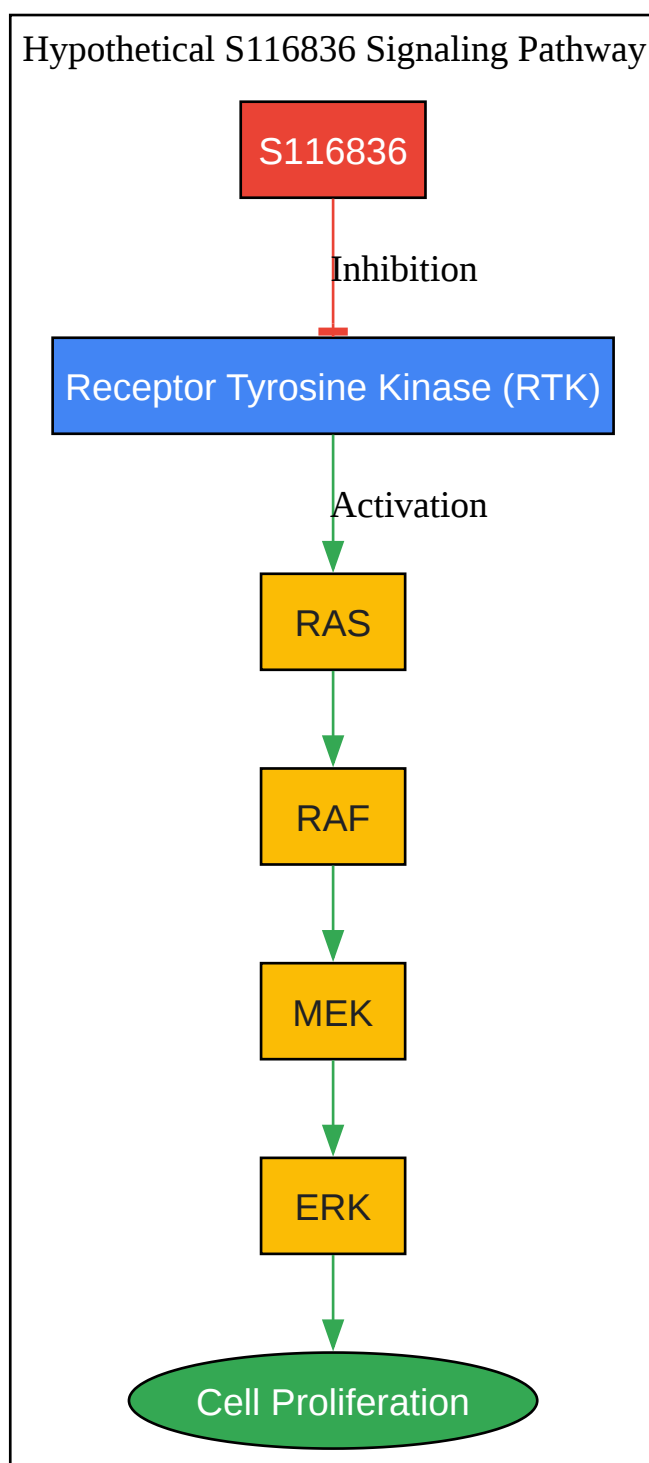 Hypothetical S116836 Signaling Pathway
S116836
Inhibition
Receptor Tyrosine Kinase (RTK)
Activation
RAS
RAF
MEK
ERK
Cell Proliferation